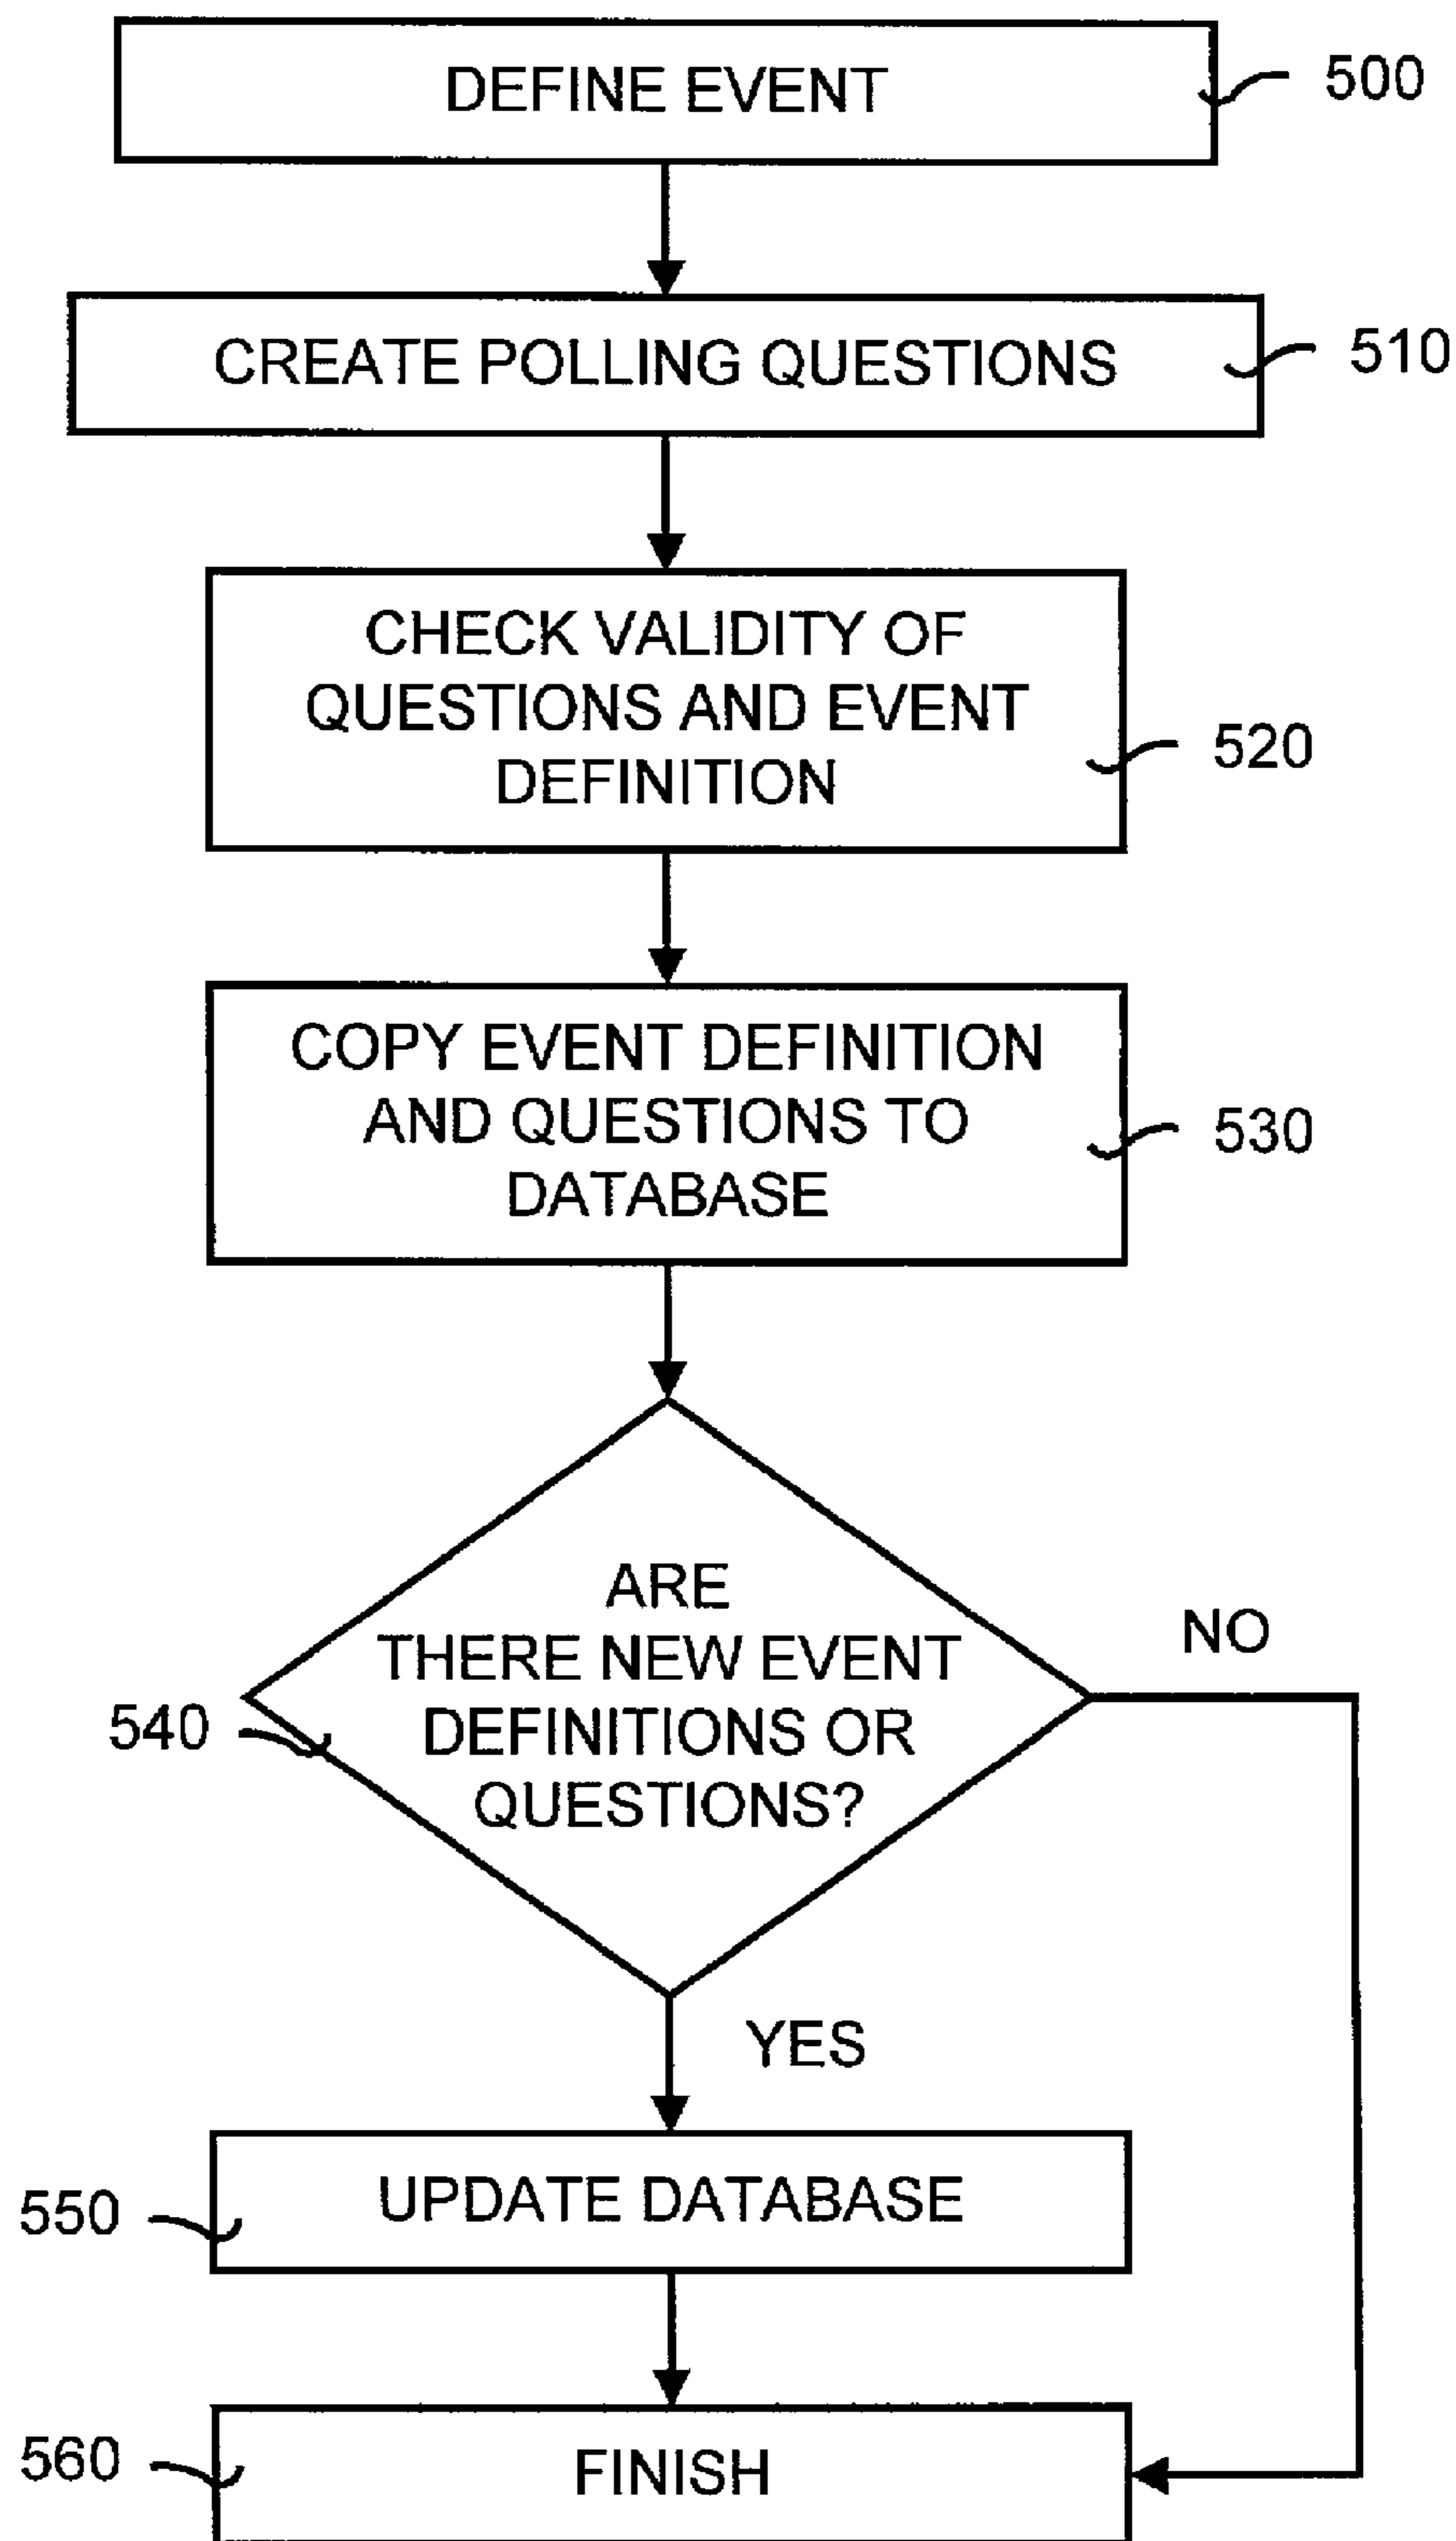 DEFINE EVENT
500
CREATE POLLING QUESTIONS
510
CHECK VALIDITY OF
QUESTIONS AND EVENT
DEFINITION
520
COPY EVENT DEFINITION
AND QUESTIONS TO
DATABASE
530
ARE
THERE NEW EVENT
DEFINITIONS OR
QUESTIONS?
540
NO
YES
UPDATE DATABASE
550
FINISH
560